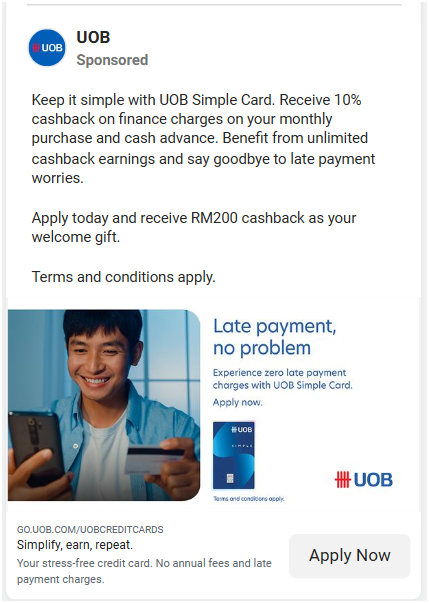 UOB
UOB
Sponsored
Keep it simple with UOB Simple Card. Receive 10%
cashback on finance charges on your monthly
purchase and cash advance. Benefit from unlimited
cashback earnings and say goodbye to late payment
worries.
Apply today and receive RM200 cashback as your
welcome gift.
Terms and conditions apply.
Late payment,
no problem
Experience zero late payment
charges with UOB Simple Card.
Apply now.
UOB
SIMPLE
UOB
Terms and conditions apply.
GO.UOB.COM/UOBCREDITCARDS
Simplify, earn, repeat.
Your stress-free credit card. No annual fees and late
payment charges.
Apply Now